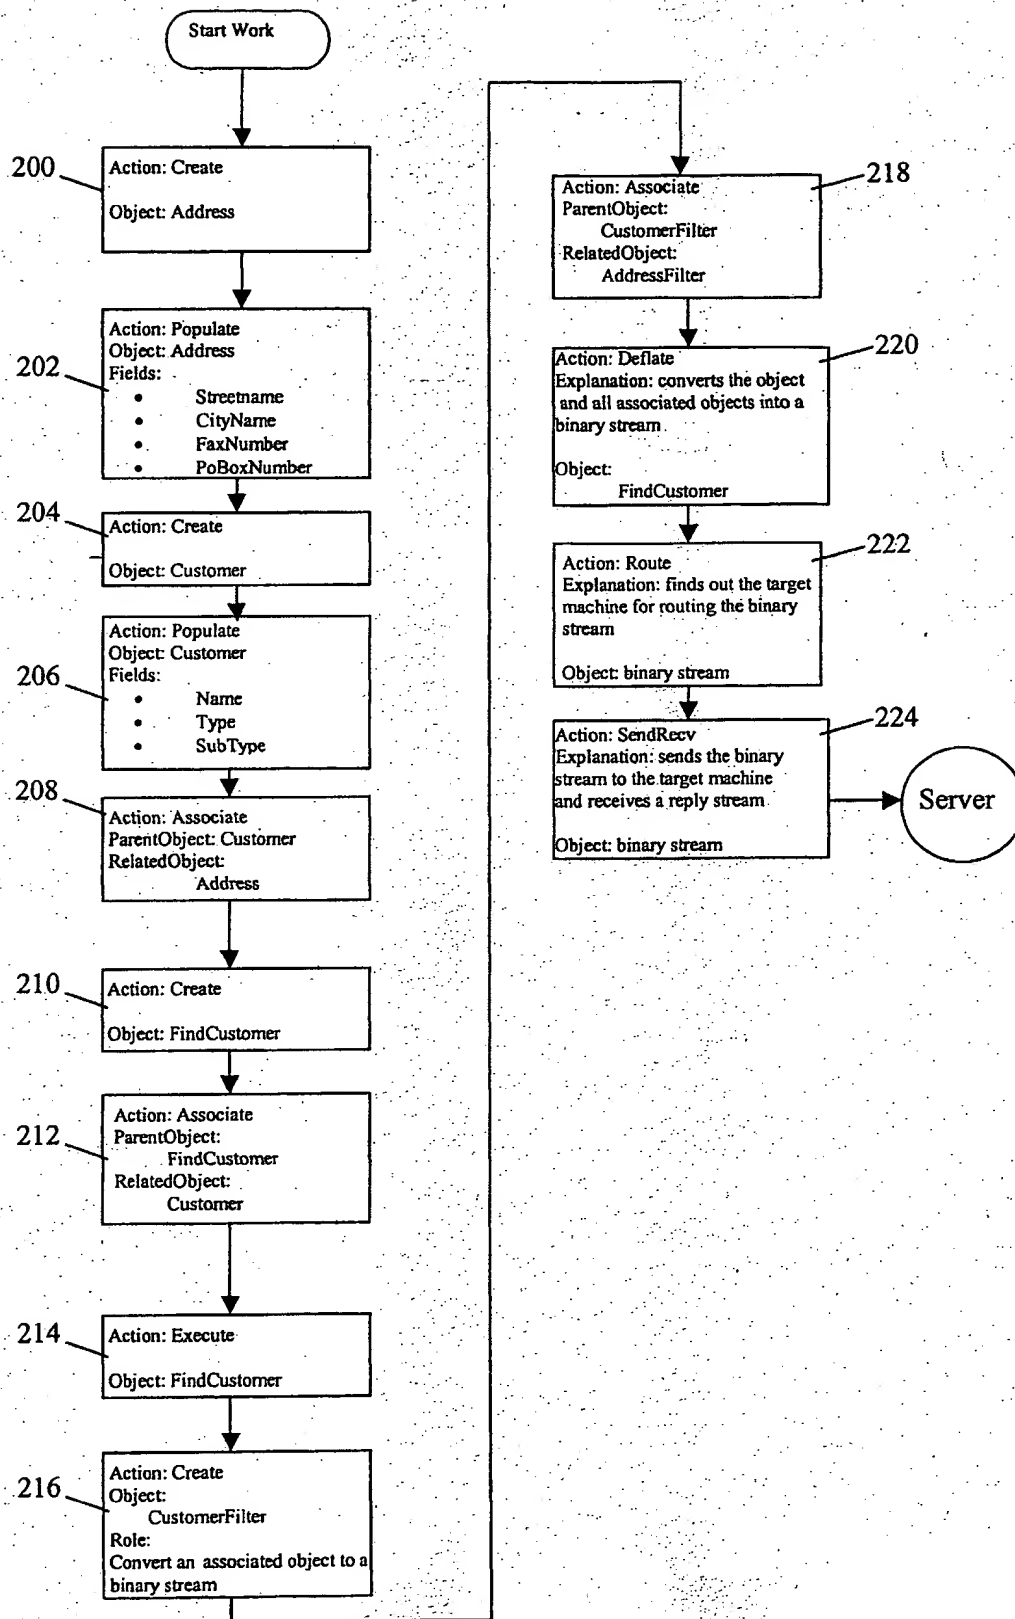 Start Work
200
Action: Create
Object: Address
202
Action: Populate
Object: Address
Fields:
• Streetname
• CityName
• FaxNumber
• PoBoxNumber
204
Action: Create
Object: Customer
206
Action: Populate
Object: Customer
Fields:
• Name
• Type
• SubType
208
Action: Associate
ParentObject: Customer
RelatedObject:
Address
210
Action: Create
Object: FindCustomer
212
Action: Associate
ParentObject:
FindCustomer
RelatedObject:
Customer
214
Action: Execute
Object: FindCustomer
216
Action: Create
Object:
CustomerFilter
Role:
Convert an associated object to a
binary stream
218
Action: Associate
ParentObject:
CustomerFilter
RelatedObject:
AddressFilter
220
Action: Deflate
Explanation: converts the object
and all associated objects into a
binary stream
Object:
FindCustomer
222
Action: Route
Explanation: finds out the target
machine for routing the binary
stream
Object: binary stream
224
Action: SendRecv
Explanation: sends the binary
stream to the target machine
and receives a reply stream
Object: binary stream
Server